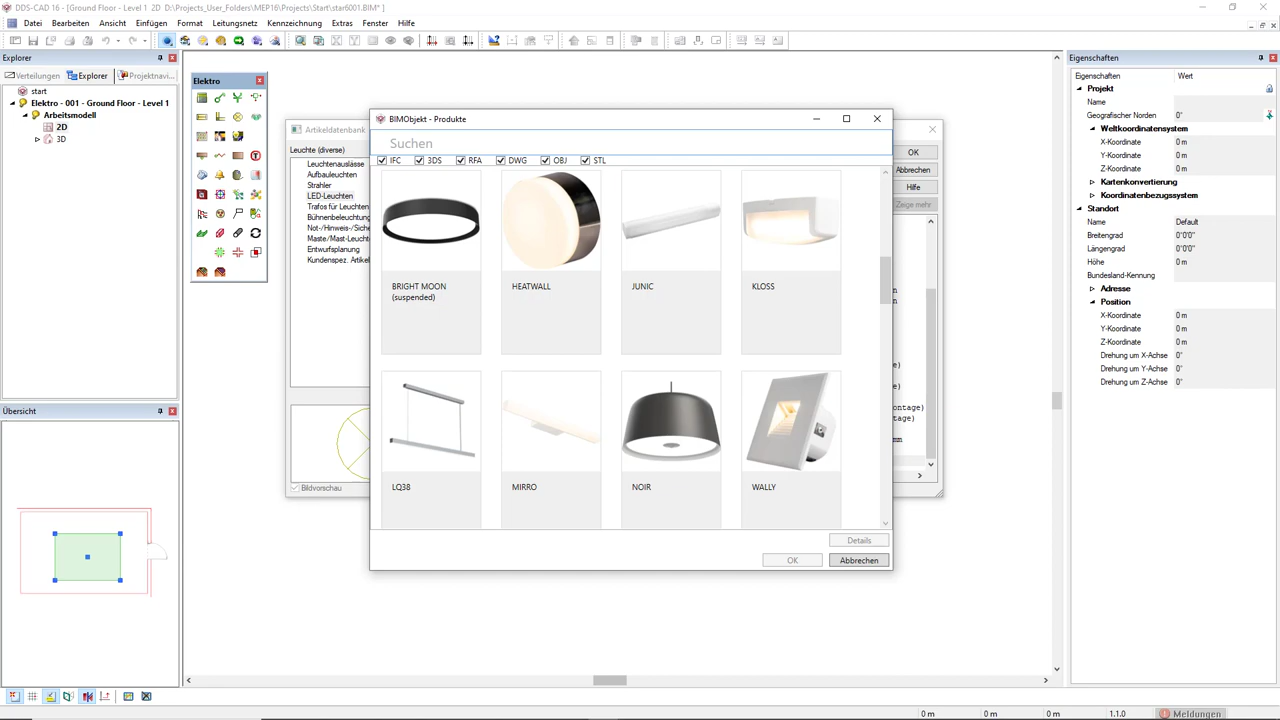 DDS-CAD 16 - [Ground Floor - Level 1  2D  D:\Projects_User_Folders\MEP16\Projects\Start\star6001.BIM*]
Datei Bearbeiten Ansicht Einfügen Format Leitungsnetz Kennzeichnung Extras Fenster Hilfe
Explorer
Verteilungen Explorer Projektnavi...
start
Elektro - 001 - Ground Floor - Level 1
Arbeitsmodell
2D
3D
Übersicht
Elektro
Artikeldatenbank
Leuchte (diverse)
Leuchtenauslässe
Aufbauleuchten
Strahler
LED-Leuchten
Trafos für Leuchten
Bühnenbeleuchtung
Not-/Hinweis-/Siche
Maste/Mast-Leucht
Entwurfsplanung
Kundenspez. Artikel
Bildvorschau
OK
Abbrechen
Hilfe
Zeige mehr
ontage)
tage)
mm
BIMObjekt - Produkte
Suchen
IFC 3DS RFA DWG OBJ STL
BRIGHT MOON
(suspended)
HEATWALL
JUNIC
KLOSS
LQ38
MIRRO
NOIR
WALLY
Details
OK Abbrechen
Eigenschaften
Eigenschaften Wert
Projekt
Name
Geografischer Norden 0°
Weltkoordinatensystem
X-Koordinate 0 m
Y-Koordinate 0 m
Z-Koordinate 0 m
Kartenkonvertierung
Koordinatenbezugssystem
Standort
Name Default
Breitengrad 0°0'0"
Längengrad 0°0'0"
Höhe 0 m
Bundesland-Kennung
Adresse
Position
X-Koordinate 0 m
Y-Koordinate 0 m
Z-Koordinate 0 m
Drehung um X-Achse 0°
Drehung um Y-Achse 0°
Drehung um Z-Achse 0°
0 m 0 m 0 m 1.1.0 Meldungen